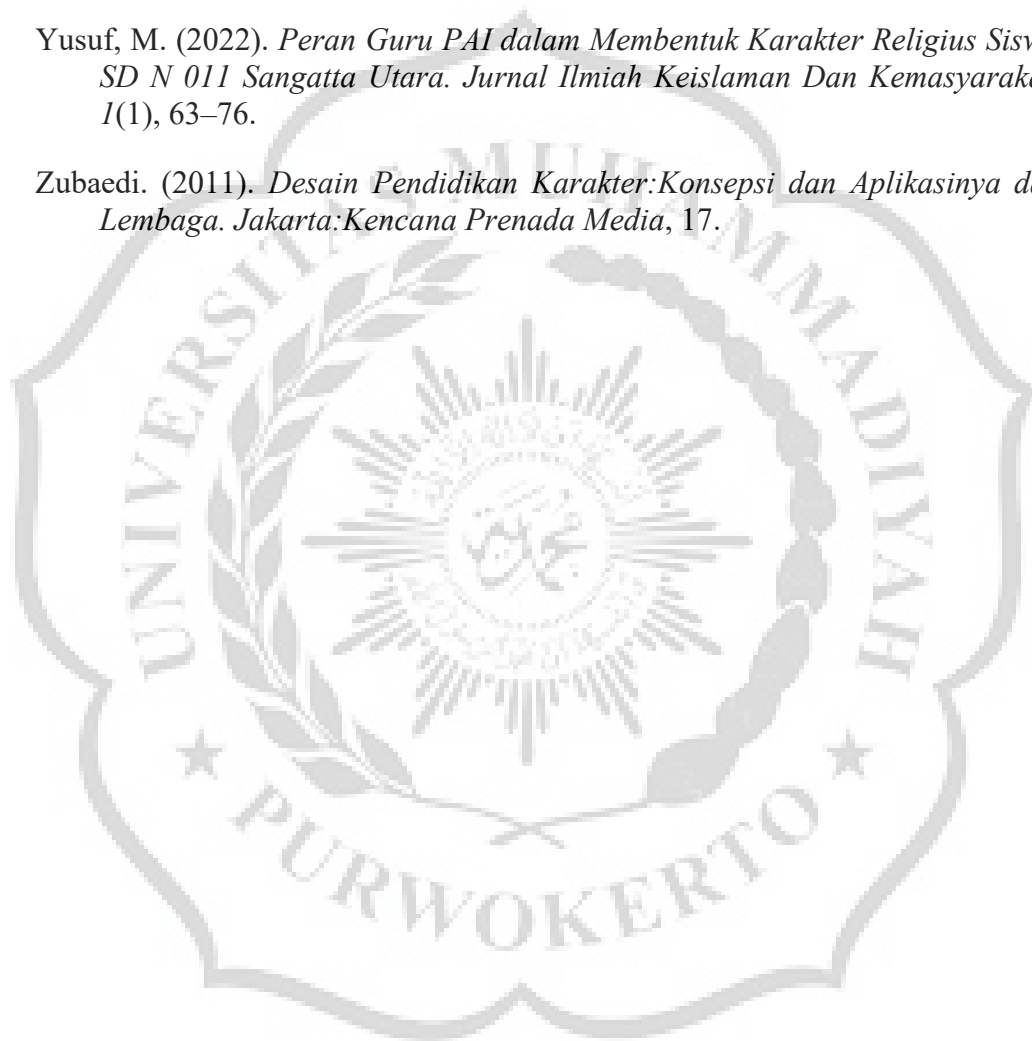 Yusuf, M. (2022). Peran Guru PAI dalam Membentuk Karakter Religius
SD N 011 Sangatta Utara. Jurnal Ilmiah Keislaman Dan
1(1), 63–76.
Zubaedi. (2011). Desain Pendidikan Karakter:Konsepsi dan Aplikasinya
Lembaga. Jakarta:Kencana Prenada Media, 17.
UNIVERSITAS MUHAMMADIYAH
PURWOKERTO